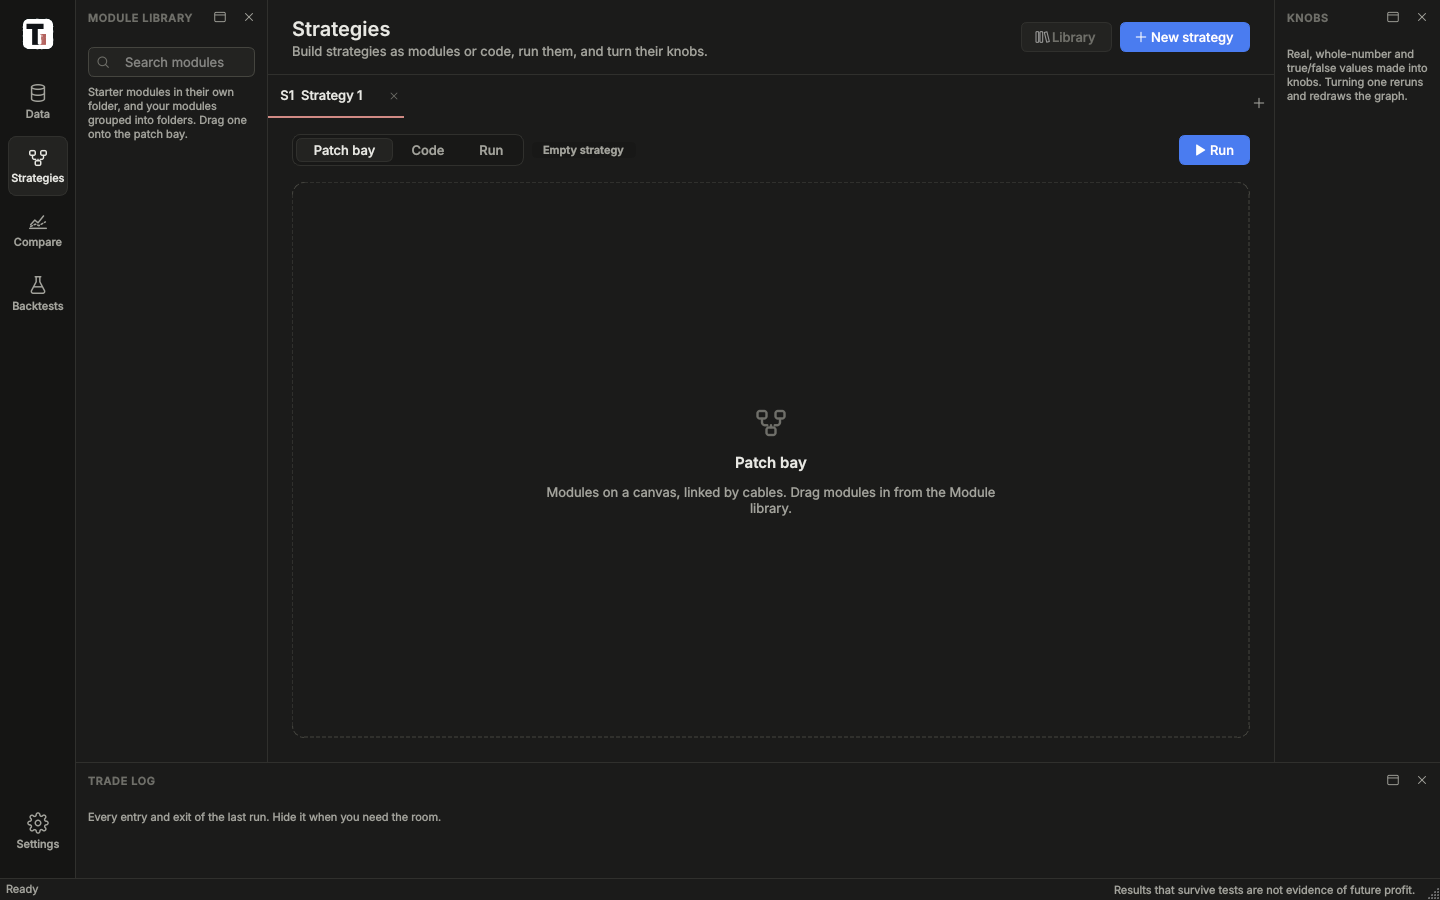 MODULE LIBRARY
Search modules
Starter modules in their own
folder, and your modules
grouped into folders. Drag one
onto the patch bay.
Data
Strategies
Compare
Backtests
Settings
Strategies
Build strategies as modules or code, run them, and turn their knobs.
Library
New strategy
S1 Strategy 1
Patch bay
Code
Run
Empty strategy
Run
Patch bay
Modules on a canvas, linked by cables. Drag modules in from the Module
library.
KNOBS
Real, whole-number and
true/false values made into
knobs. Turning one reruns
and redraws the graph.
TRADE LOG
Every entry and exit of the last run. Hide it when you need the room.
Ready
Results that survive tests are not evidence of future profit.